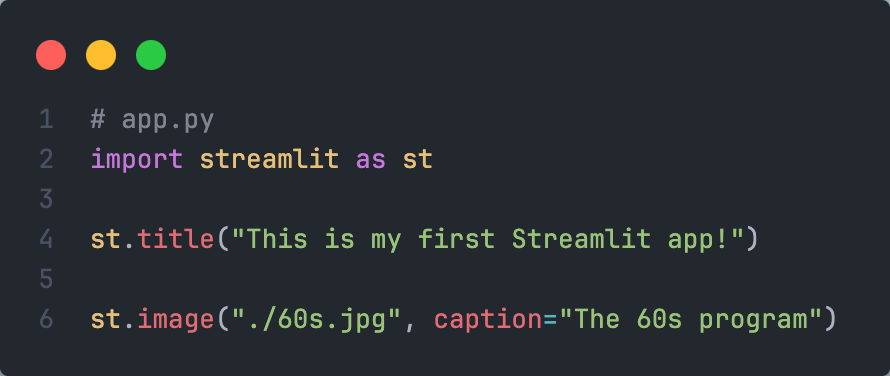 1 # app.py
2 import streamlit as st
3
4 st.title("This is my first Streamlit app!")
5
6 st.image("./60s.jpg", caption="The 60s program")